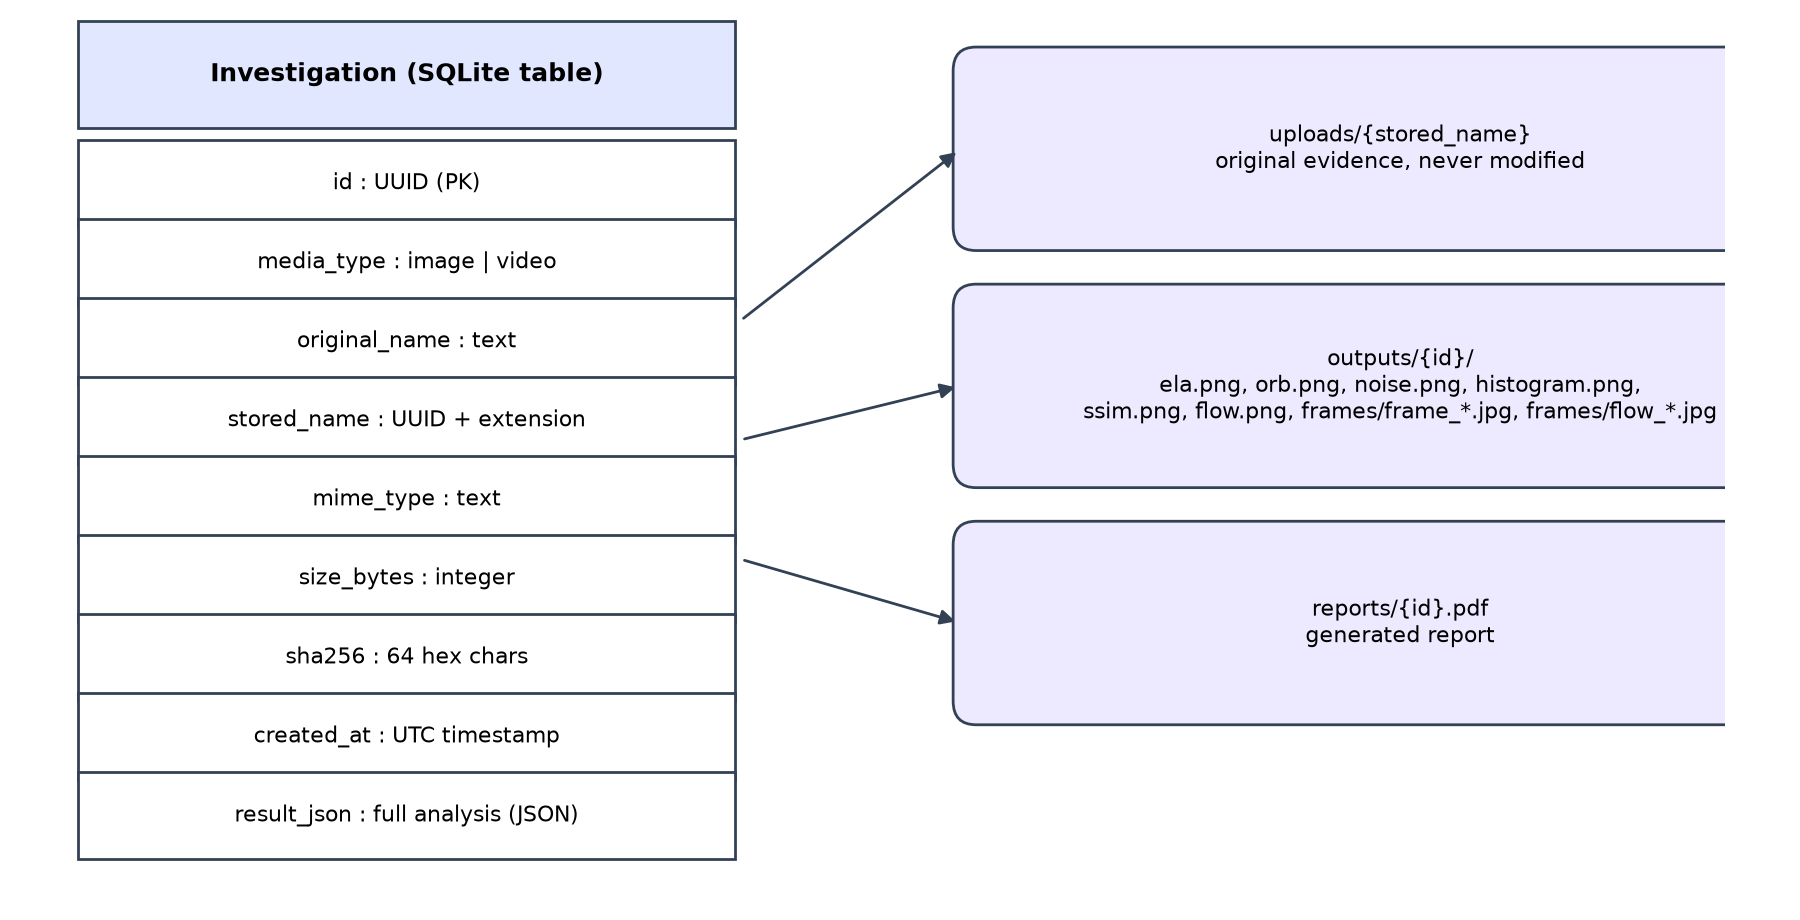 Investigation (SQLite table)
id : UUID (PK)
media_type : image | video
original_name : text
stored_name : UUID + extension
mime_type : text
size_bytes : integer
sha256 : 64 hex chars
created_at : UTC timestamp
result_json : full analysis (JSON)
uploads/{stored_name}
original evidence, never modified
outputs/{id}/
ela.png, orb.png, noise.png, histogram.png,
ssim.png, flow.png, frames/frame_*.jpg, frames/flow_*.jpg
reports/{id}.pdf
generated report